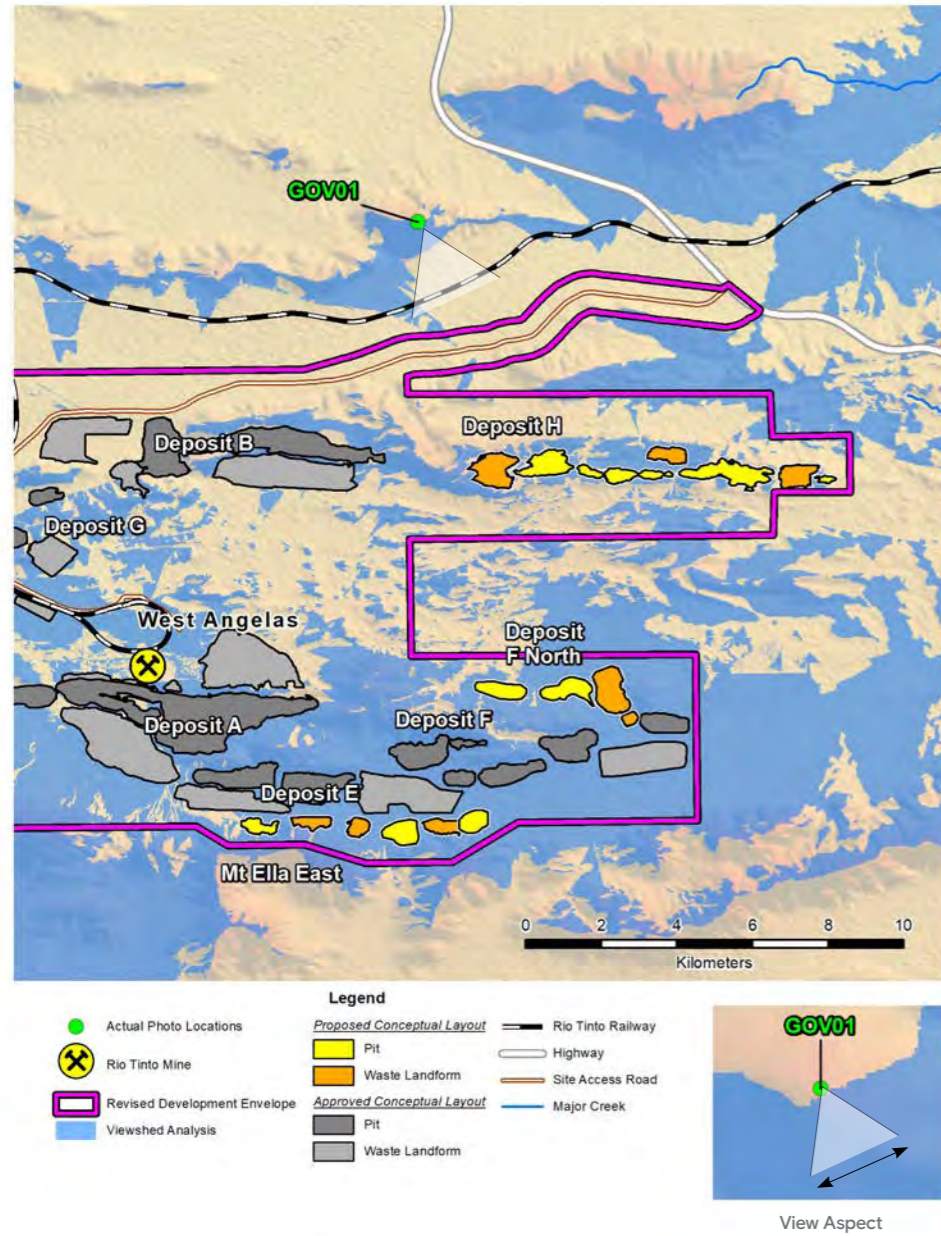 GOV01
Deposit H
Deposit B
Deposit G
West Angelas
Deposit
F North
Deposit F
Deposit A
Deposit E
Mt Ella East
0 2 4 6 8 10
Kilometers
Legend
Actual Photo Locations
Rio Tinto Mine
Revised Development Envelope
Viewshed Analysis
Proposed Conceptual Layout
Pit
Waste Landform
Approved Conceptual Layout
Pit
Waste Landform
Rio Tinto Railway
Highway
Site Access Road
Major Creek
GOV01
View Aspect